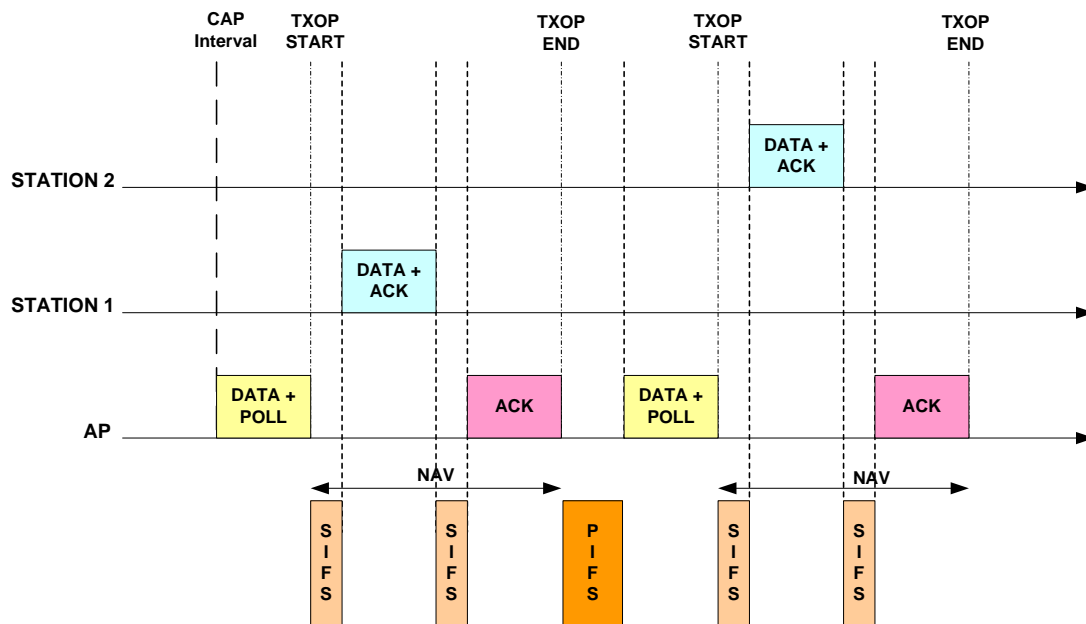 CAP
Interval
TXOP
START
TXOP
END
TXOP
START
TXOP
END
STATION 2
DATA +
ACK
STATION 1
DATA +
ACK
AP
DATA +
POLL
ACK
DATA +
POLL
ACK
NAV
NAV
S
I
F
S
S
I
F
S
P
I
F
S
S
I
F
S
S
I
F
S